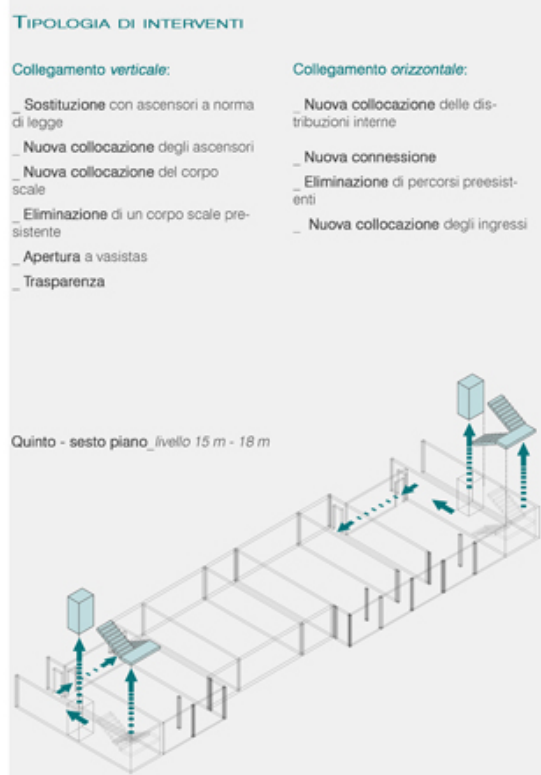 TIPOLOGIA DI INTERVENTI
Collegamento verticale:
_ Sostituzione con ascensori a norma
di legge
_ Nuova collocazione degli ascensori
_ Nuova collocazione del corpo
scale
_ Eliminazione di un corpo scale pre-
sistente
_ Apertura a vasistas
_ Trasparenza
Collegamento orizzontale:
_ Nuova collocazione delle dis-
tribuzioni interne
_ Nuova connessione
_ Eliminazione di percorsi preesist-
enti
_ Nuova collocazione degli ingressi
Quinto - sesto piano_livello 15 m - 18 m